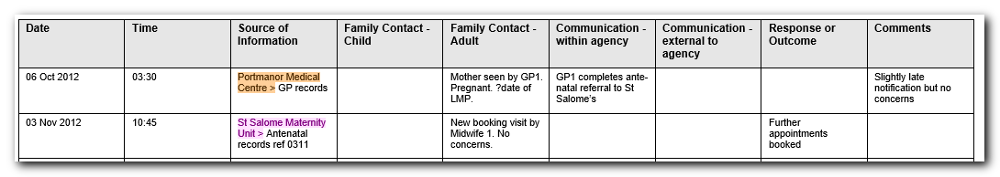 Date Time Source of Information Family Contact - Child Family Contact - Adult Communication - within agency Communication - external to agency Response or Outcome Comments
06 Oct 2012 03:30 Portmanor Medical Centre > GP records Mother seen by GP1. Pregnant. ?date of LMP. GP1 completes ante-natal referral to St Salome's Slightly late notification but no concerns
03 Nov 2012 10:45 St Salome Maternity Unit > Antenatal records ref 0311 New booking visit by Midwife 1. No concerns. Further appointments booked